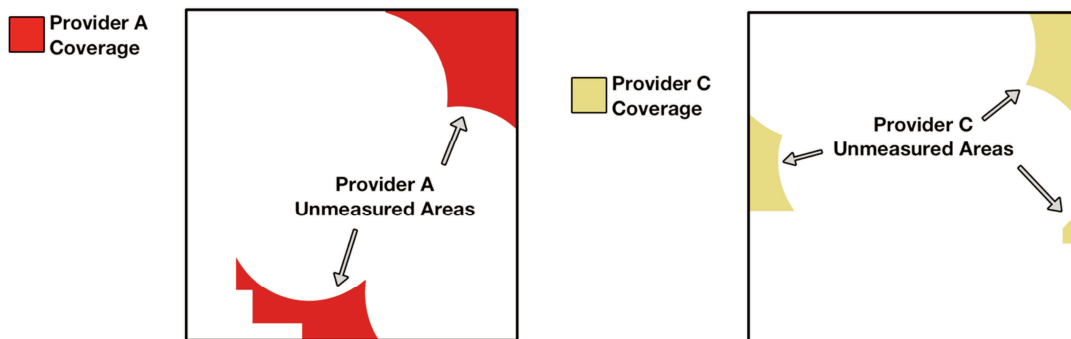 Provider A
Coverage
Provider A
Unmeasured Areas
Provider C
Coverage
Provider C
Unmeasured Areas